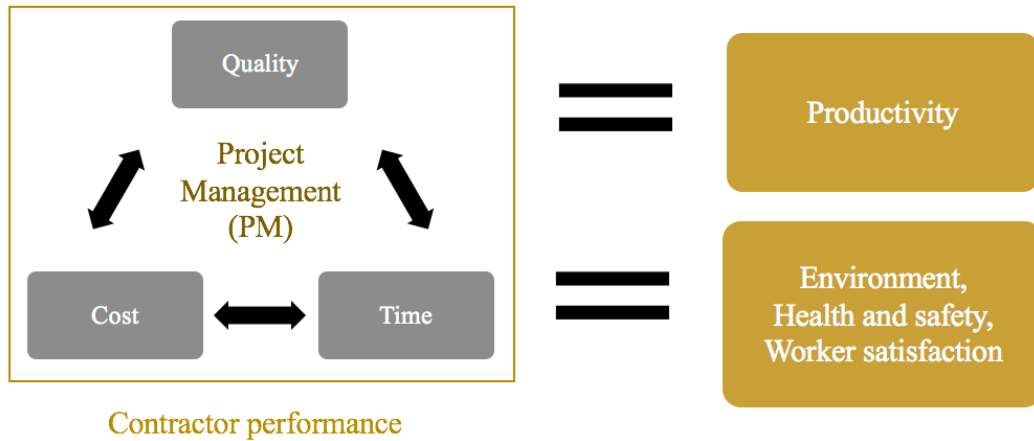 Quality
Project
Management
(PM)
Cost
Time
Contractor performance
Productivity
Environment,
Health and safety,
Worker satisfaction